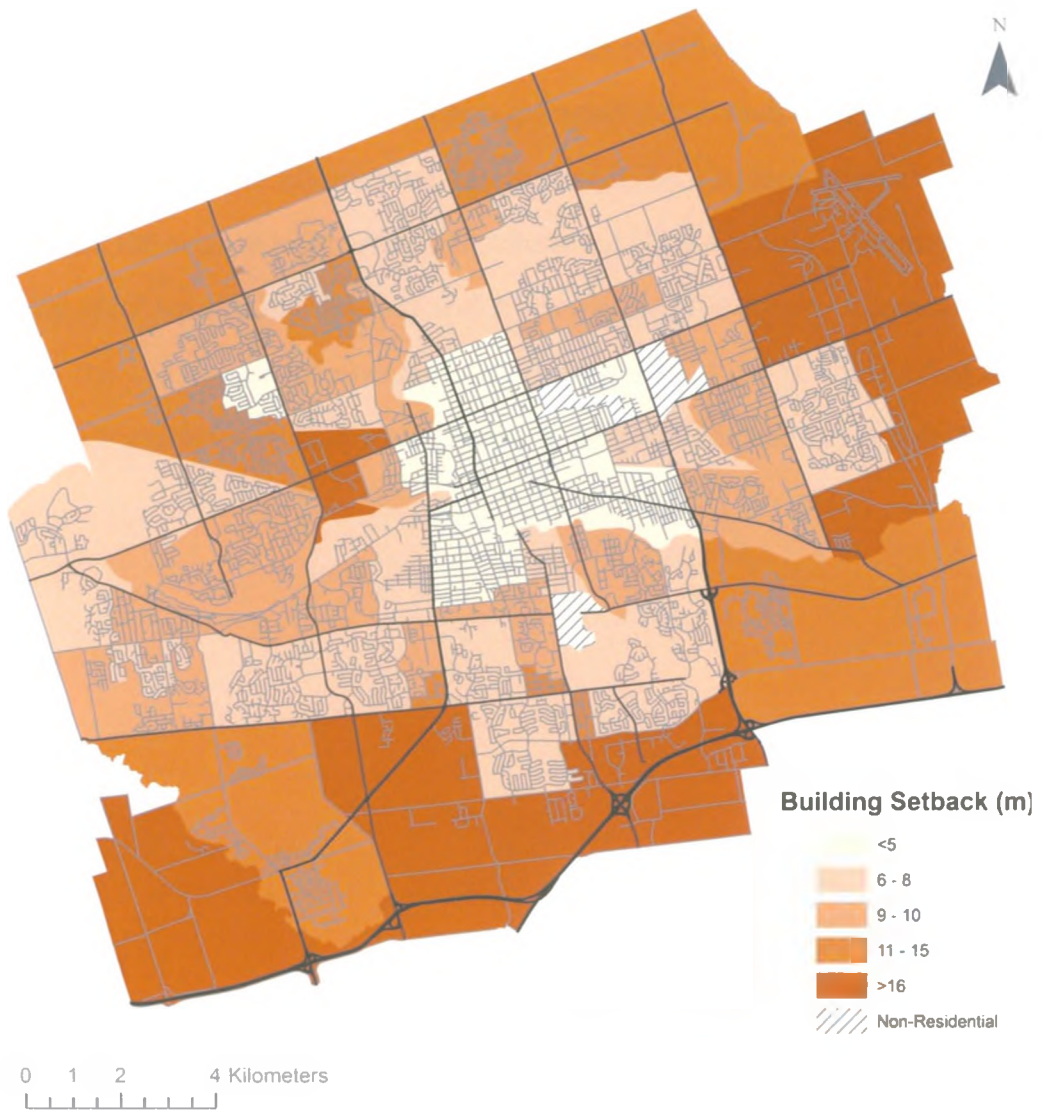 N
Building Setback (m)
<5
6 - 8
9 - 10
11 - 15
>16
Non-Residential
0 1 2 4 Kilometers